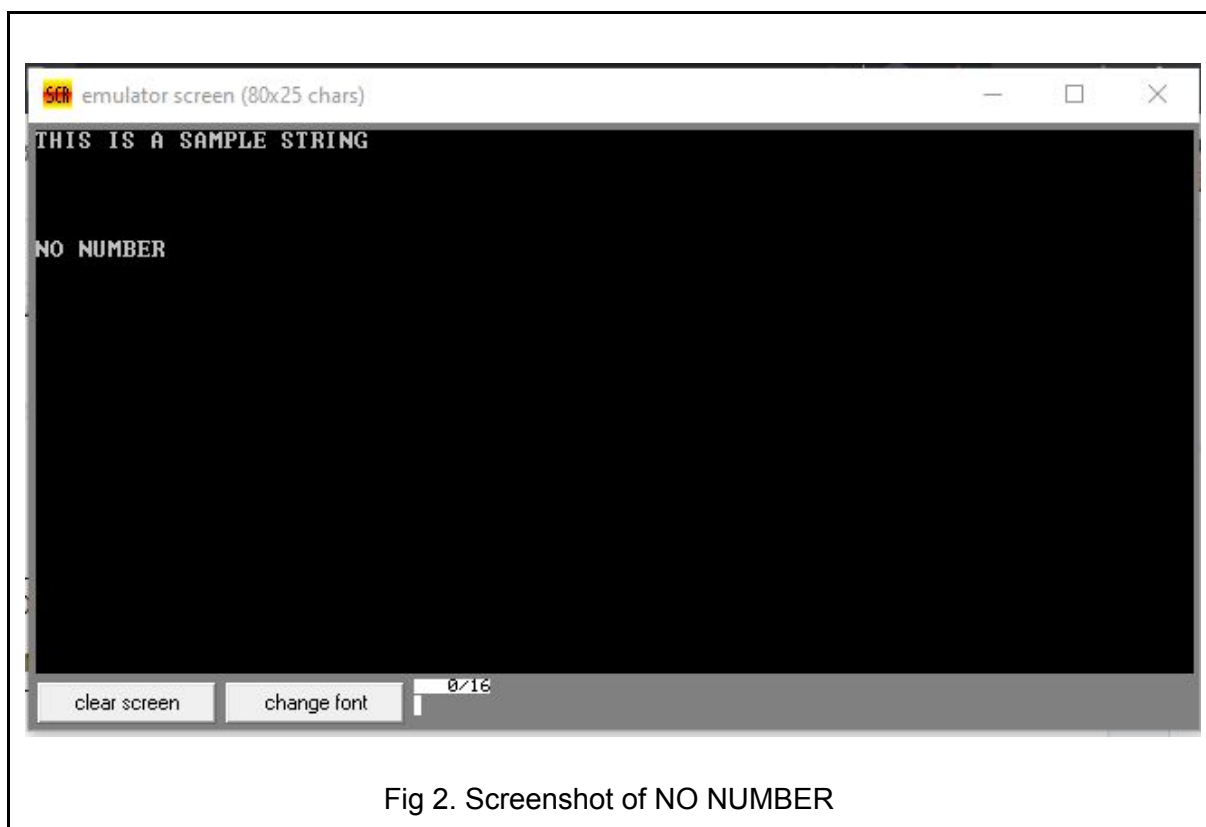 SCR emulator screen (80x25 chars)
THIS IS A SAMPLE STRING
NO NUMBER
clear screen change font 0/16
Fig 2. Screenshot of NO NUMBER